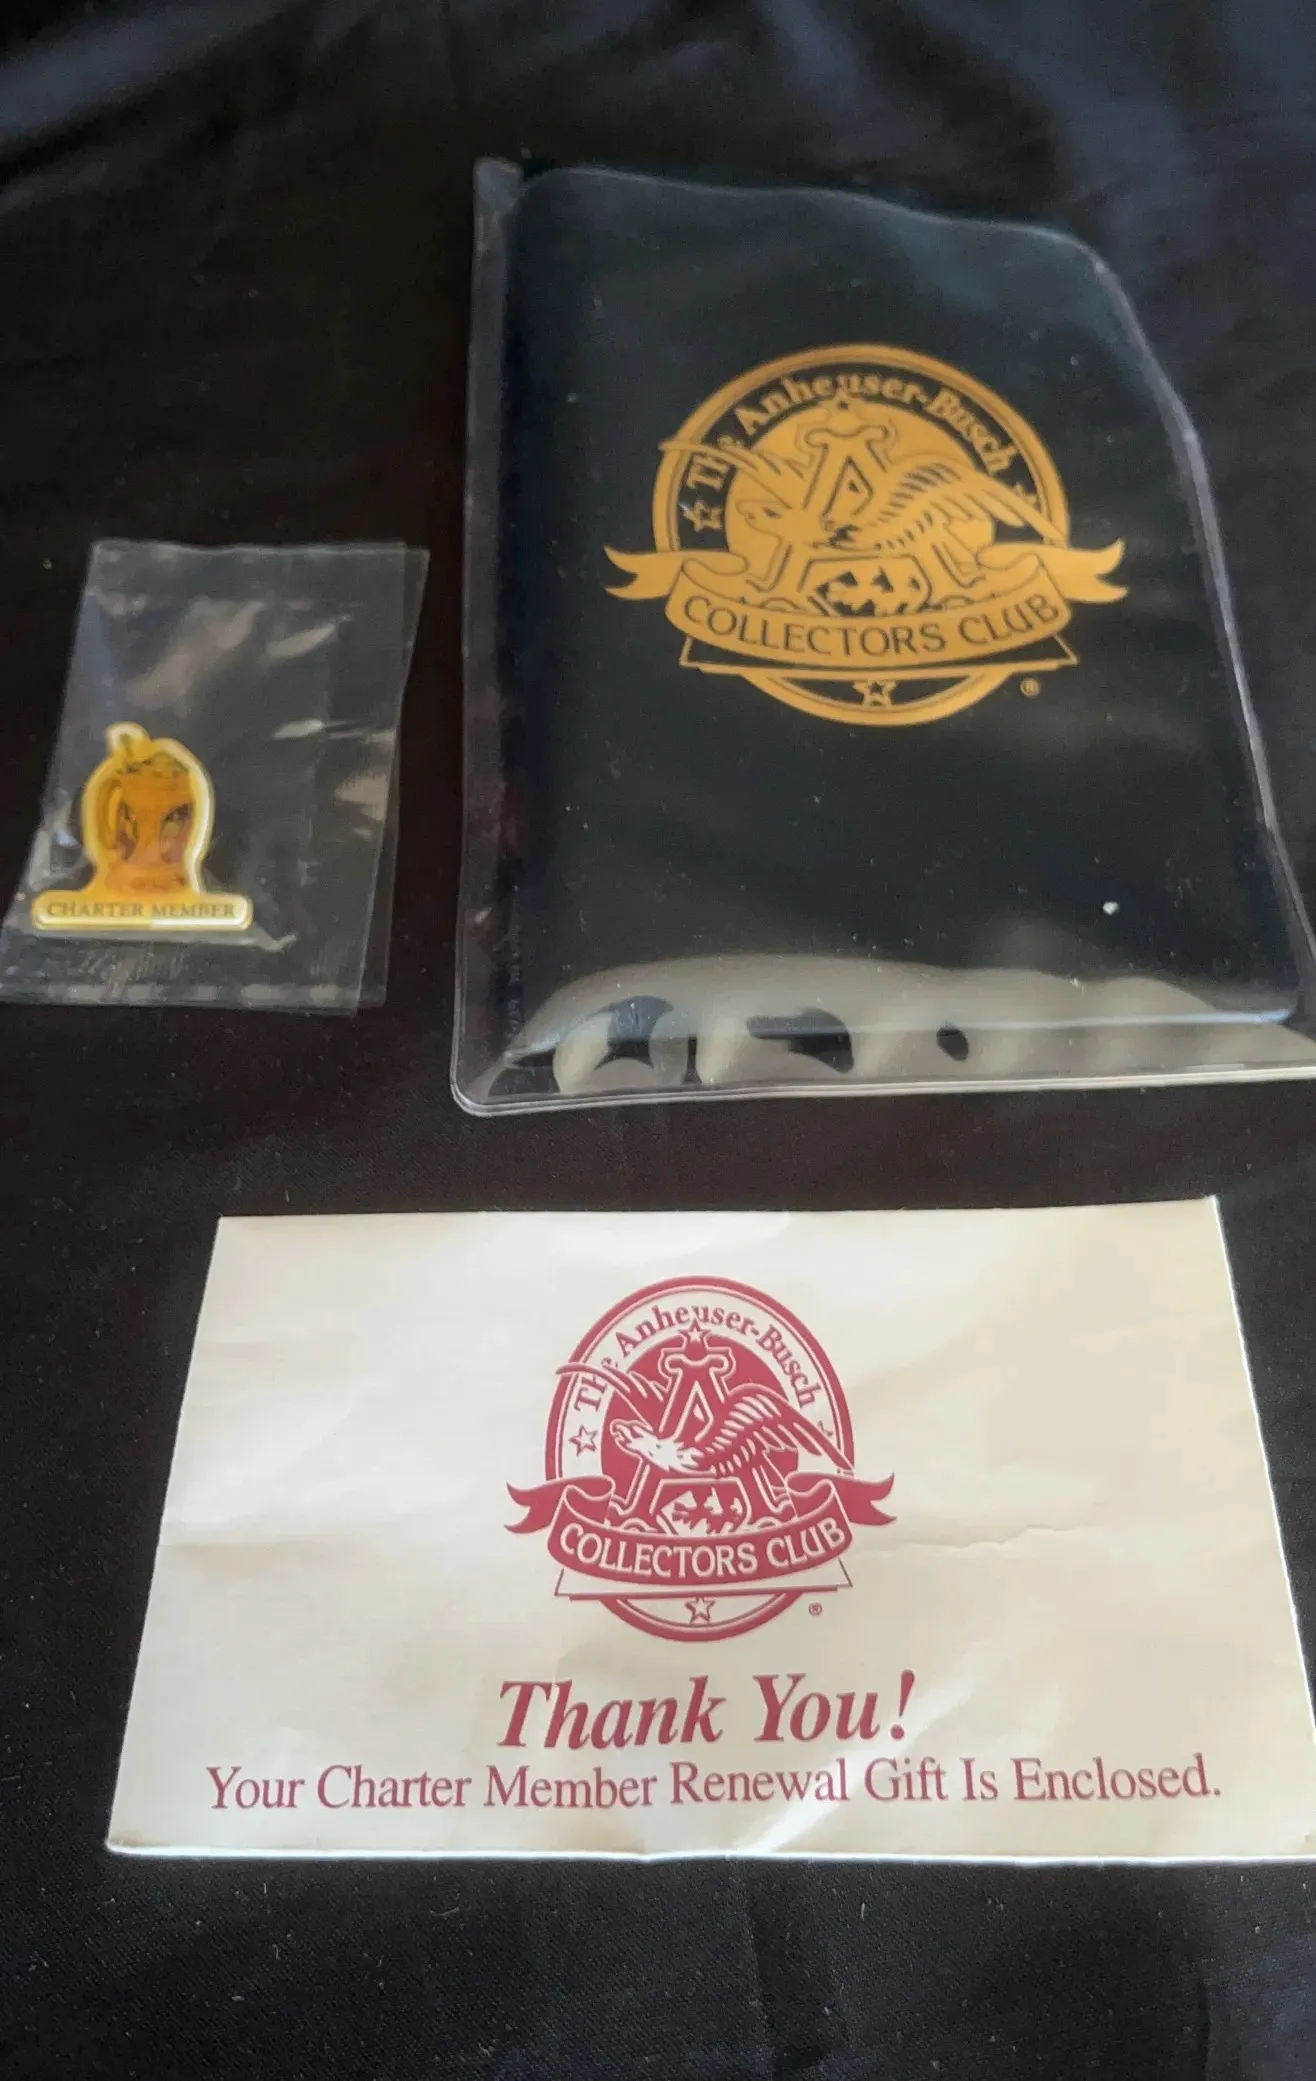 The Anheuser-Busch
COLLECTORS CLUB
®
CHARTER MEMBER
The Anheuser-Busch
COLLECTORS CLUB
®
Thank You!
Your Charter Member Renewal Gift Is Enclosed.